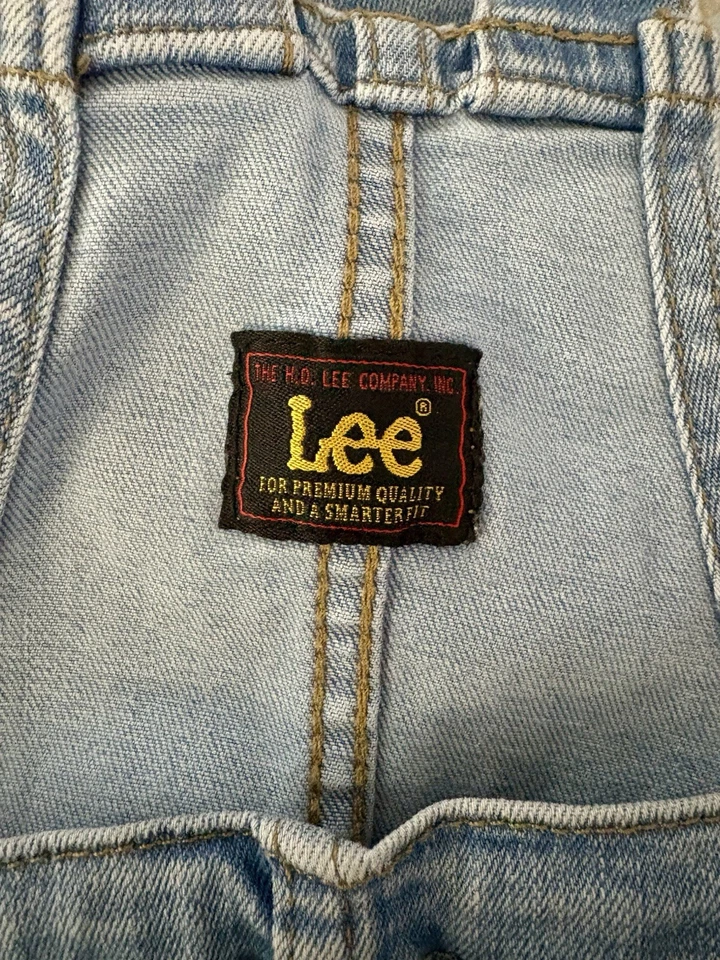 THE H.D. LEE COMPANY, INC.
Lee®
FOR PREMIUM QUALITY
AND A SMARTER FIT